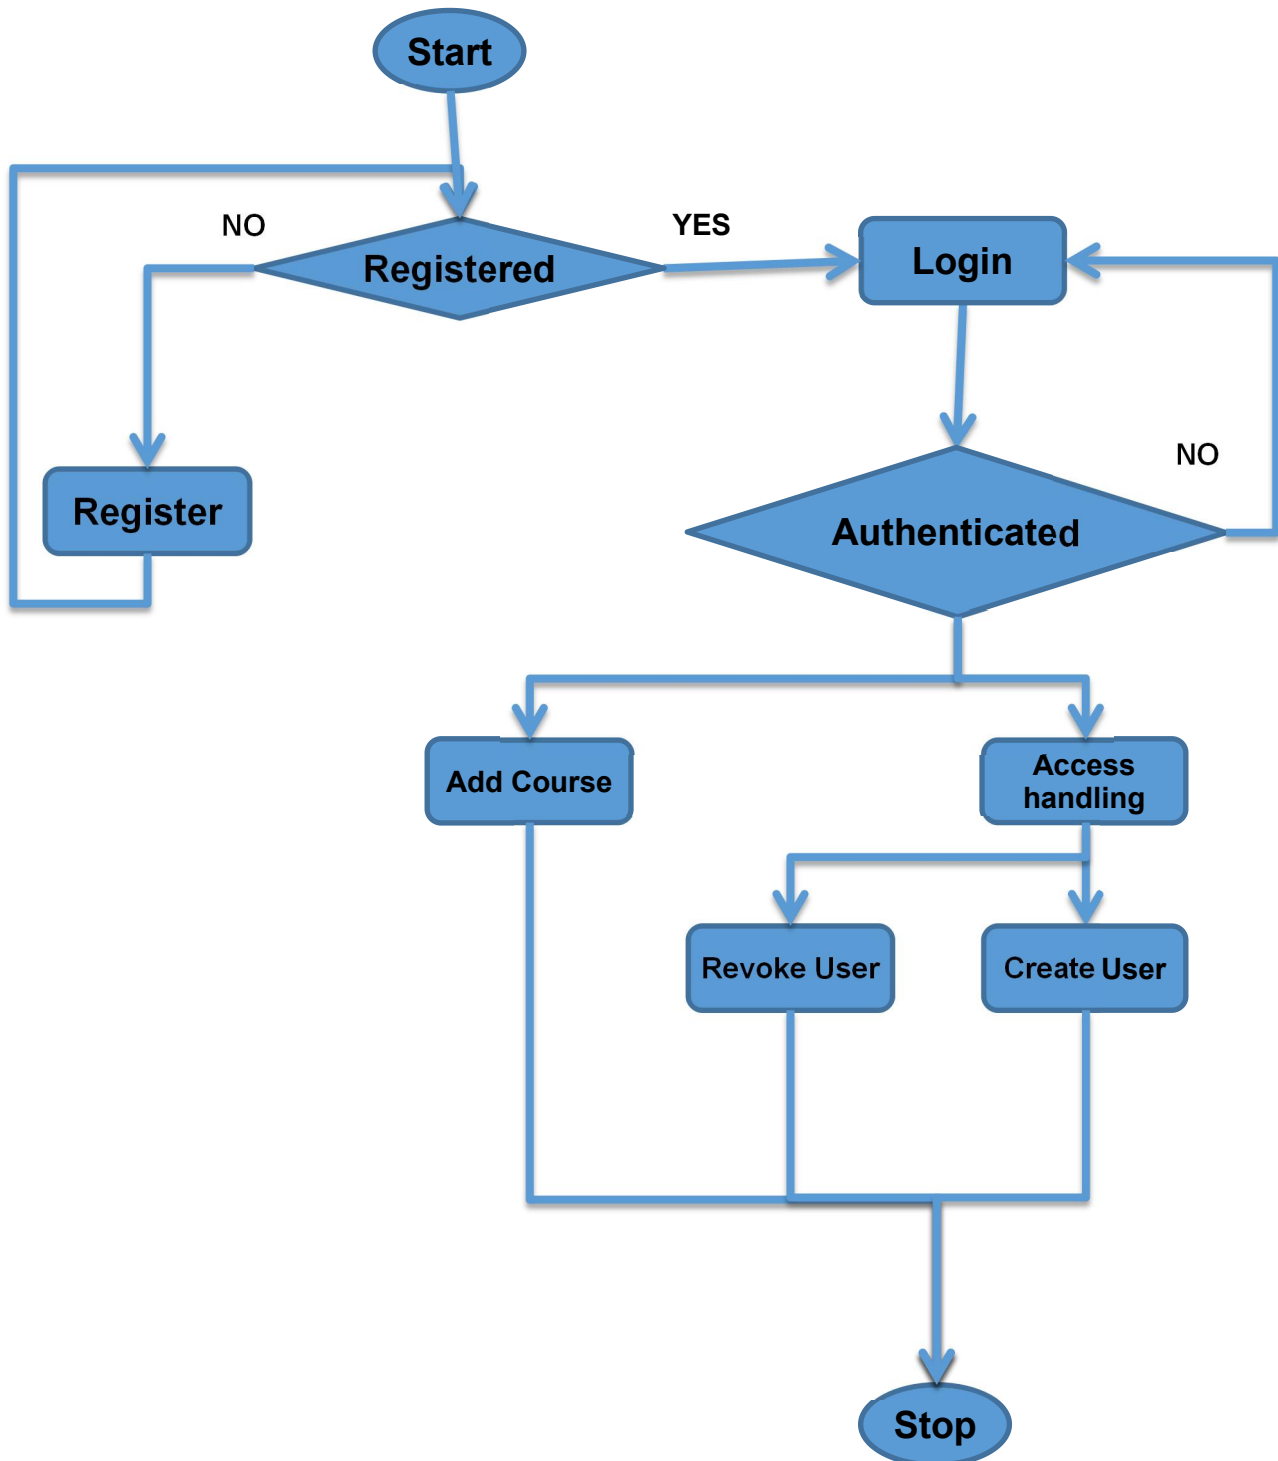 Start
NO
YES
Registered
Login
Register
NO
Authenticated
Add Course
Access
handling
Revoke User
Create User
Stop